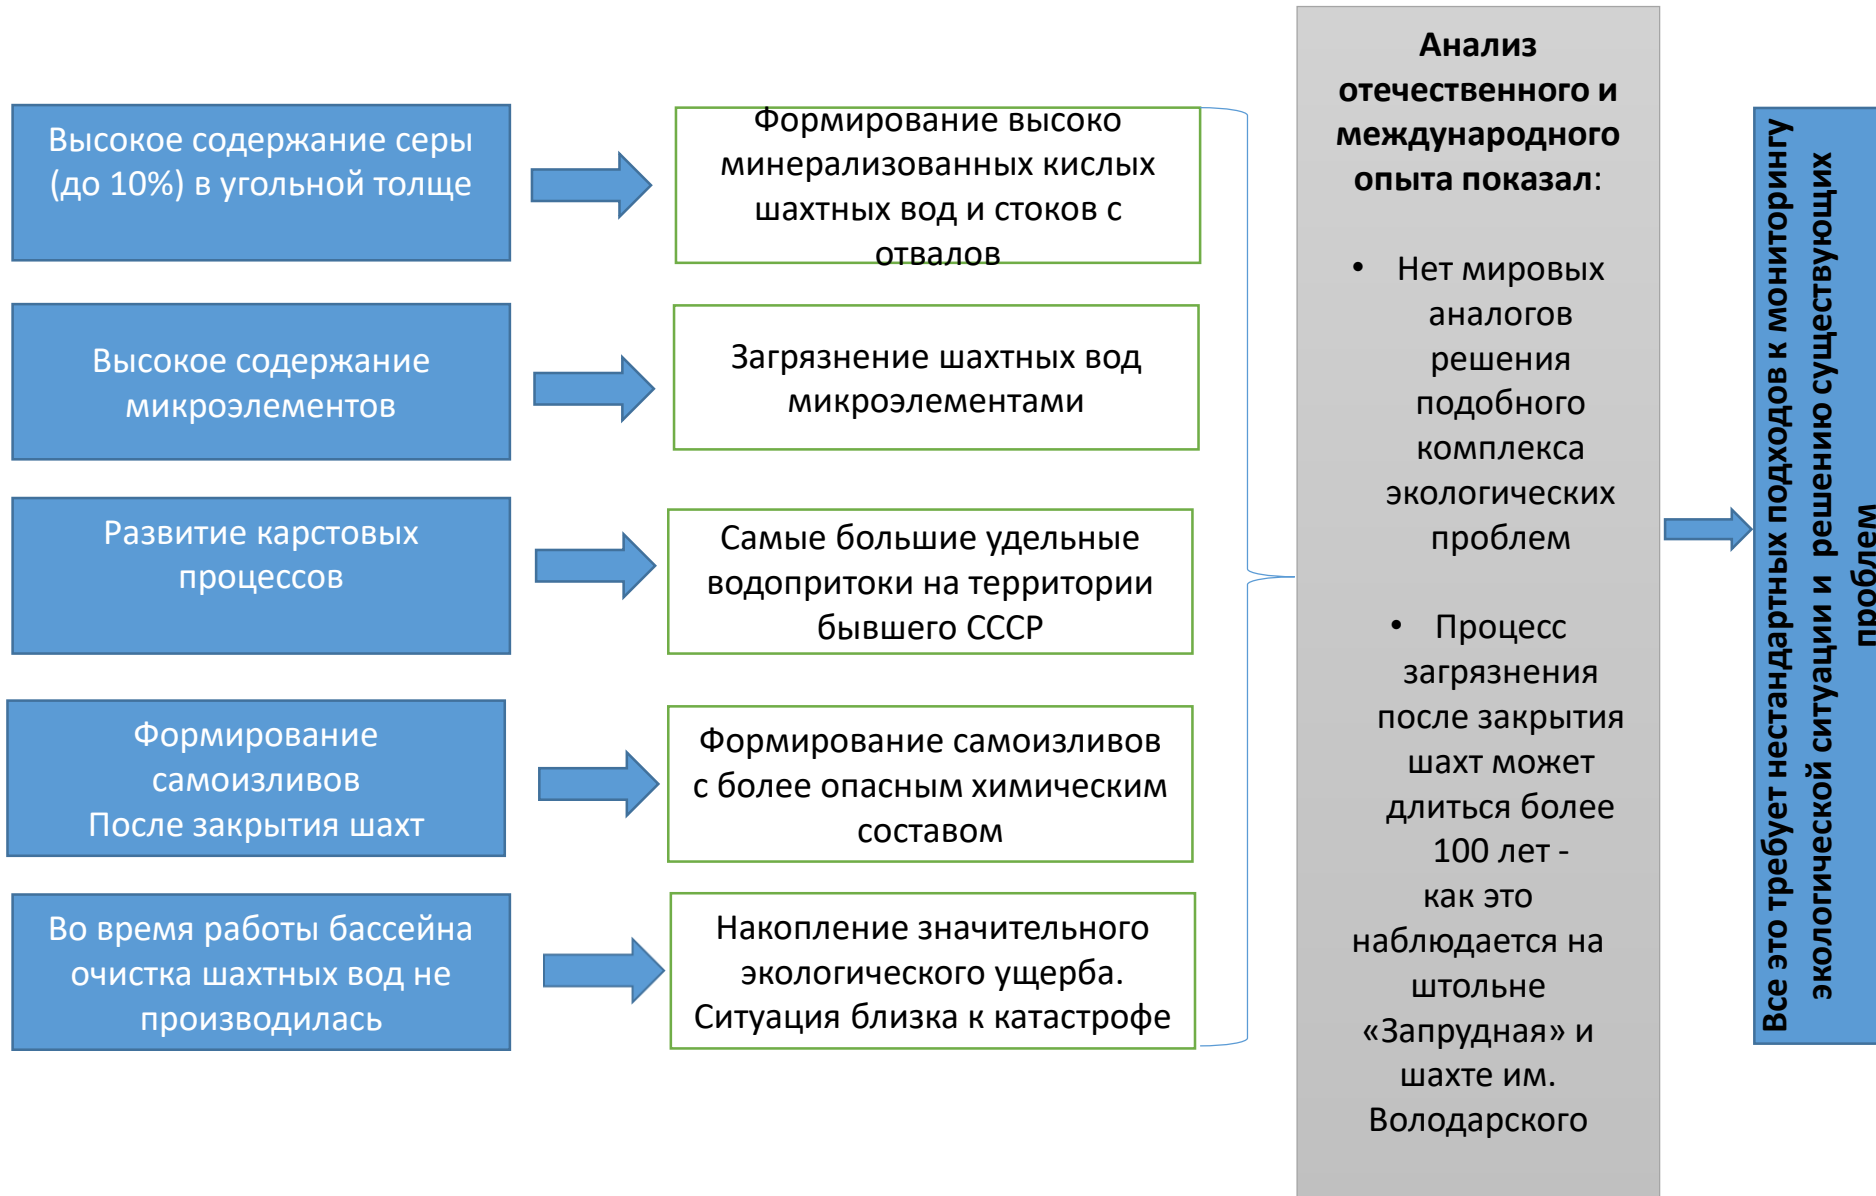 Высокое содержание серы
(до 10%) в угольной толще
Формирование высоко
минерализованных кислых
шахтных вод и стоков с
отвалов
Высокое содержание
микроэлементов
Загрязнение шахтных вод
микроэлементами
Развитие карстовых
процессов
Самые большие удельные
водопритоки на территории
бывшего СССР
Формирование
самоизливов
После закрытия шахт
Формирование самоизливов
с более опасным химическим
составом
Во время работы бассейна
очистка шахтных вод не
производилась
Накопление значительного
экологического ущерба.
Ситуация близка к катастрофе
Анализ
отечественного и
международного
опыта показал:
• Нет мировых
аналогов
решения
подобного
комплекса
экологических
проблем
• Процесс
загрязнения
после закрытия
шахт может
длиться более
100 лет -
как это
наблюдается на
штольне
«Запрудная» и
шахте им.
Володарского
Все это требует нестандартных подходов к мониторингу
экологической ситуации и решению существующих
проблем